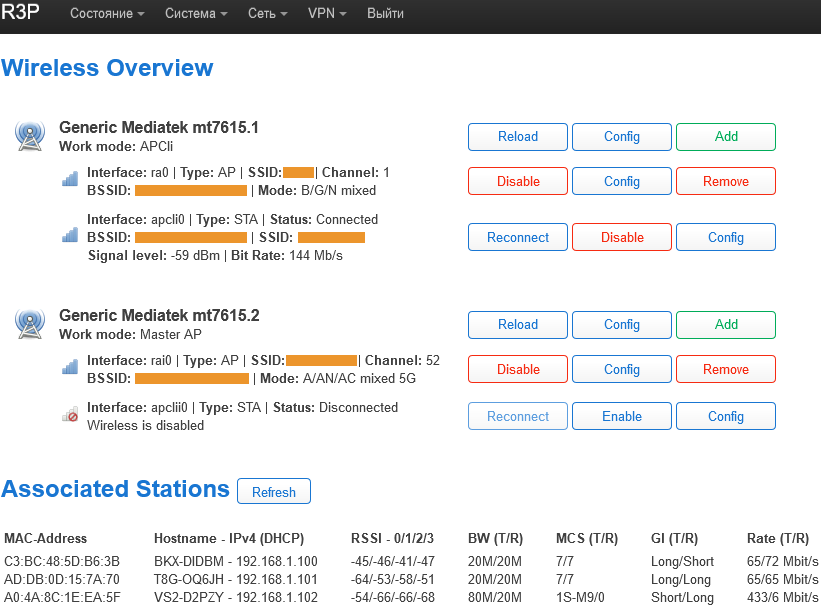 R3P Состояние Система Сеть VPN Выйти
Wireless Overview
Generic Mediatek mt7615.1
Work mode: APCli
Reload Config Add
Interface: ra0 | Type: AP | SSID: | Channel: 1
BSSID: | Mode: B/G/N mixed
Disable Config Remove
Interface: apcli0 | Type: STA | Status: Connected
BSSID: | SSID:
Signal level: -59 dBm | Bit Rate: 144 Mb/s
Reconnect Disable Config
Generic Mediatek mt7615.2
Work mode: Master AP
Reload Config Add
Interface: rai0 | Type: AP | SSID: | Channel: 52
BSSID: | Mode: A/AN/AC mixed 5G
Disable Config Remove
Interface: apclii0 | Type: STA | Status: Disconnected
Wireless is disabled
Reconnect Enable Config
Associated Stations Refresh
MAC-Address Hostname - IPv4 (DHCP) RSSI - 0/1/2/3 BW (T/R) MCS (T/R) GI (T/R) Rate (T/R)
C3:BC:48:5D:B6:3B BKX-DIDBM - 192.168.1.100 -45/-46/-41/-47 20M/20M 7/7 Long/Short 65/72 Mbit/s
AD:DB:0D:15:7A:70 T8G-OQ6JH - 192.168.1.101 -64/-53/-58/-51 20M/20M 7/7 Long/Long 65/65 Mbit/s
A0:4A:8C:1E:EA:5F VS2-D2PZY - 192.168.1.102 -54/-66/-66/-68 80M/20M 1S-M9/0 Short/Long 433/6 Mbit/s